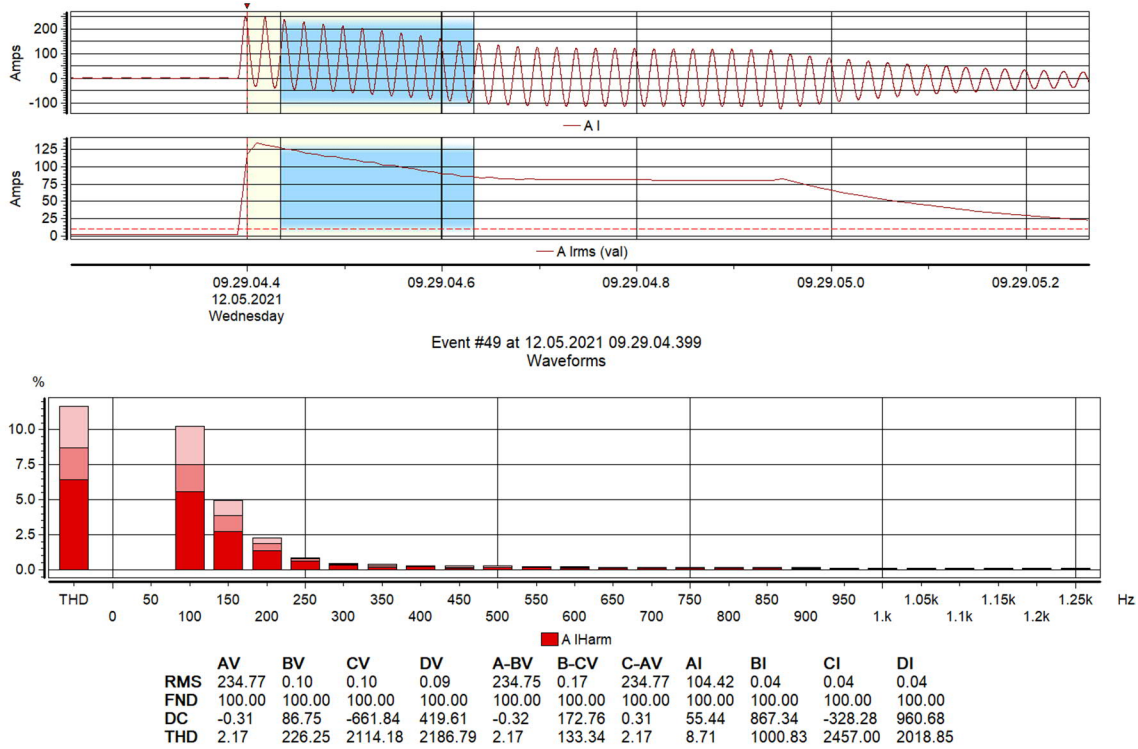 200
100
0
-100
Amps
A I
125
100
75
50
25
0
Amps
A Irms (val)
09.29.04.4 09.29.04.6 09.29.04.8 09.29.05.0 09.29.05.2
12.05.2021
Wednesday
Event #49 at 12.05.2021 09.29.04.399
Waveforms
%
10.0
7.5
5.0
2.5
0.0
THD 50 150 250 350 450 550 650 750 850 950 1.05k 1.15k 1.25k Hz
0 100 200 300 400 500 600 700 800 900 1.k 1.1k 1.2k
A IHarm
AV BV CV DV A-BV B-CV C-AV AI BI CI DI
RMS 234.77 0.10 0.10 0.09 234.75 0.17 234.77 104.42 0.04 0.04 0.04
FND 100.00 100.00 100.00 100.00 100.00 100.00 100.00 100.00 100.00 100.00 100.00
DC -0.31 86.75 -661.84 419.61 -0.32 172.76 0.31 55.44 867.34 -328.28 960.68
THD 2.17 226.25 2114.18 2186.79 2.17 133.34 2.17 8.71 1000.83 2457.00 2018.85